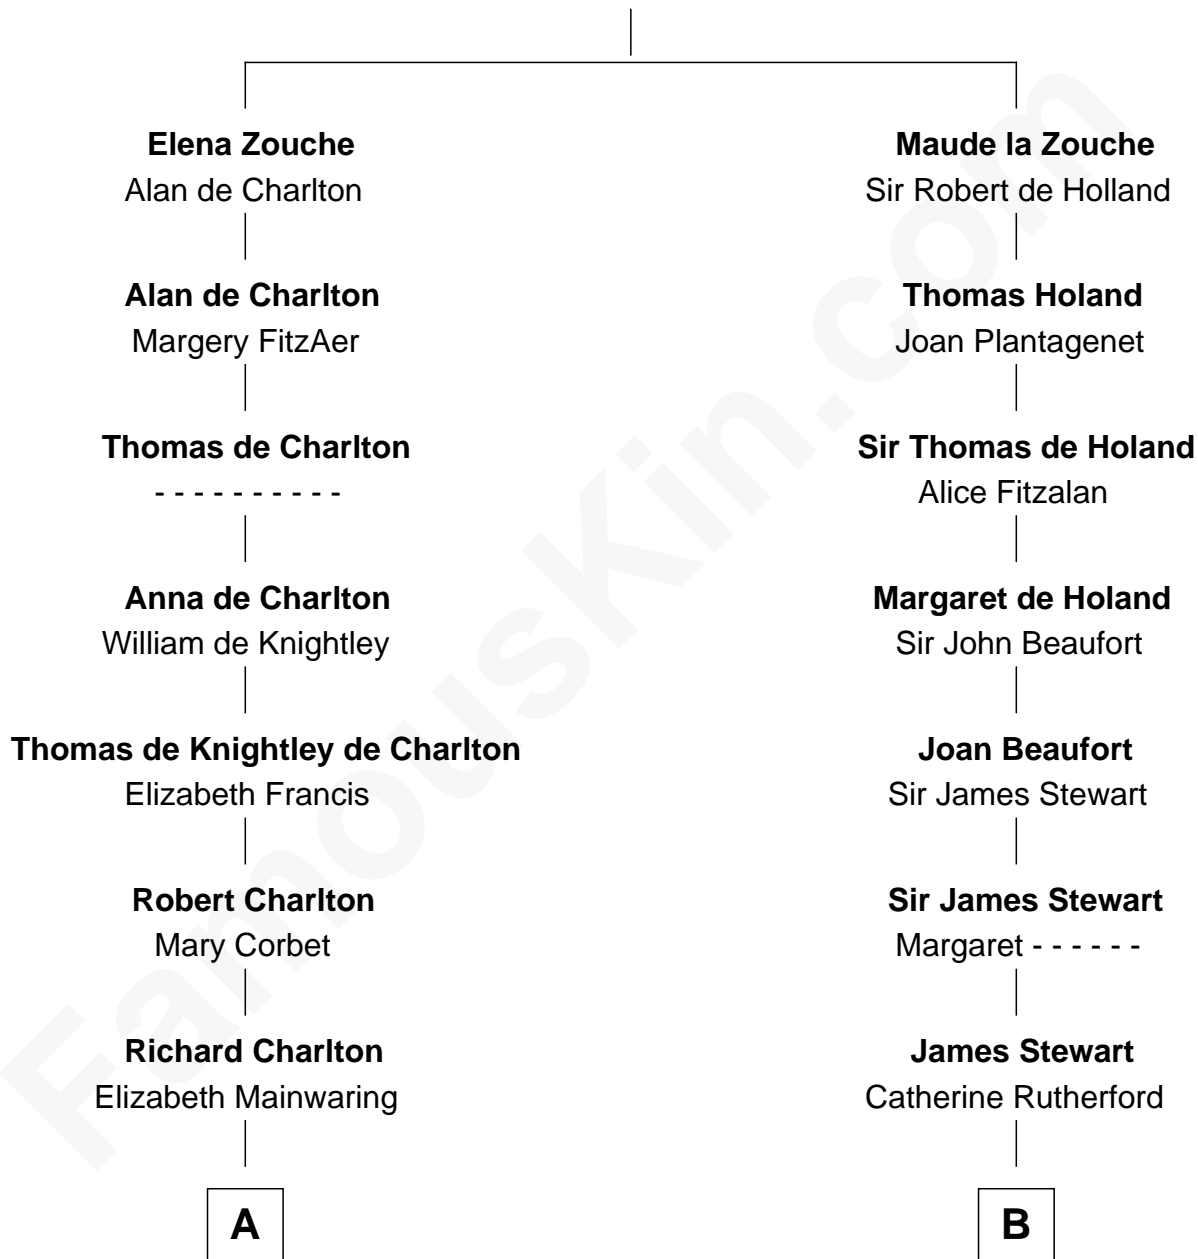 Elena Zouche
Alan de Charlton
Alan de Charlton
Margery FitzAer
Thomas de Charlton
- - - - - - - - - -
Anna de Charlton
William de Knightley
Thomas de Knightley de Charlton
Elizabeth Francis
Robert Charlton
Mary Corbet
Richard Charlton
Elizabeth Mainwaring
A
Maude la Zouche
Sir Robert de Holland
Thomas Holand
Joan Plantagenet
Sir Thomas de Holand
Alice Fitzalan
Margaret de Holand
Sir John Beaufort
Joan Beaufort
Sir James Stewart
Sir James Stewart
Margaret - - - - - -
James Stewart
Catherine Rutherford
B
FamousKin.com